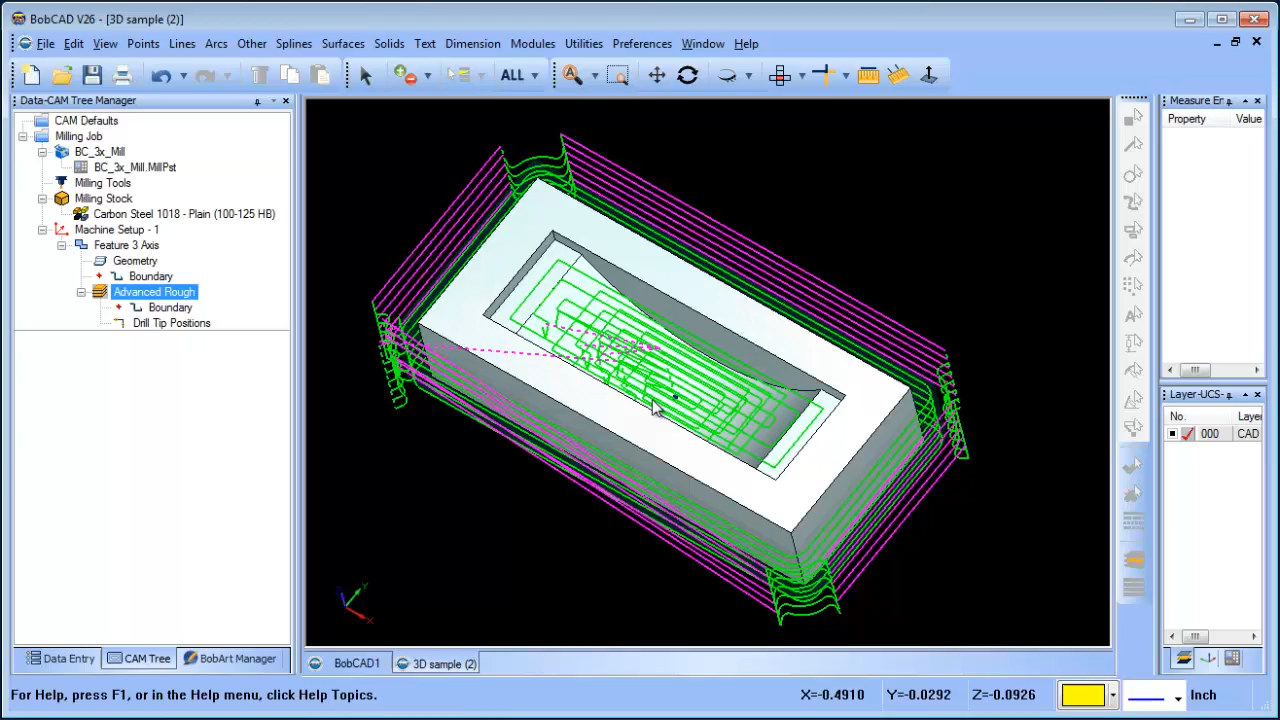 BobCAD V26 - [3D sample (2)]
File Edit View Points Lines Arcs Other Splines Surfaces Solids Text Dimension Modules Utilities Preferences Window Help
ALL
Data-CAM Tree Manager
CAM Defaults
Milling Job
BC_3x_Mill
BC_3x_Mill.MillPst
Milling Tools
Milling Stock
Carbon Steel 1018 - Plain (100-125 HB)
Machine Setup - 1
Feature 3 Axis
Geometry
Boundary
Advanced Rough
Boundary
Drill Tip Positions
Y
X
Measure Er
Property Value
Layer-UCS-
No. Laye
000 CAD
Data Entry CAM Tree BobArt Manager
BobCAD1 3D sample (2)
For Help, press F1, or in the Help menu, click Help Topics. X=-0.4910 Y=-0.0292 Z=-0.0926 Inch